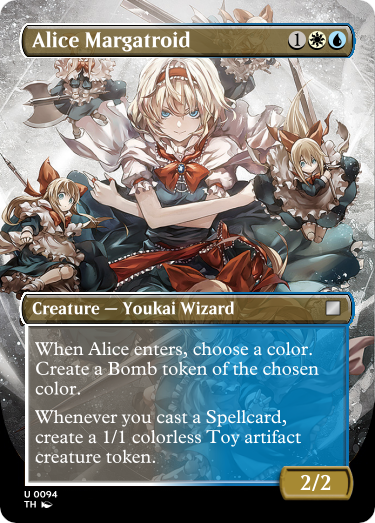 Alice Margatroid 1
Creature — Youkai Wizard
When Alice enters, choose a color.
Create a Bomb token of the chosen
color.
Whenever you cast a Spellcard,
create a 1/1 colorless Toy artifact
creature token.
2/2
U 0094
TH